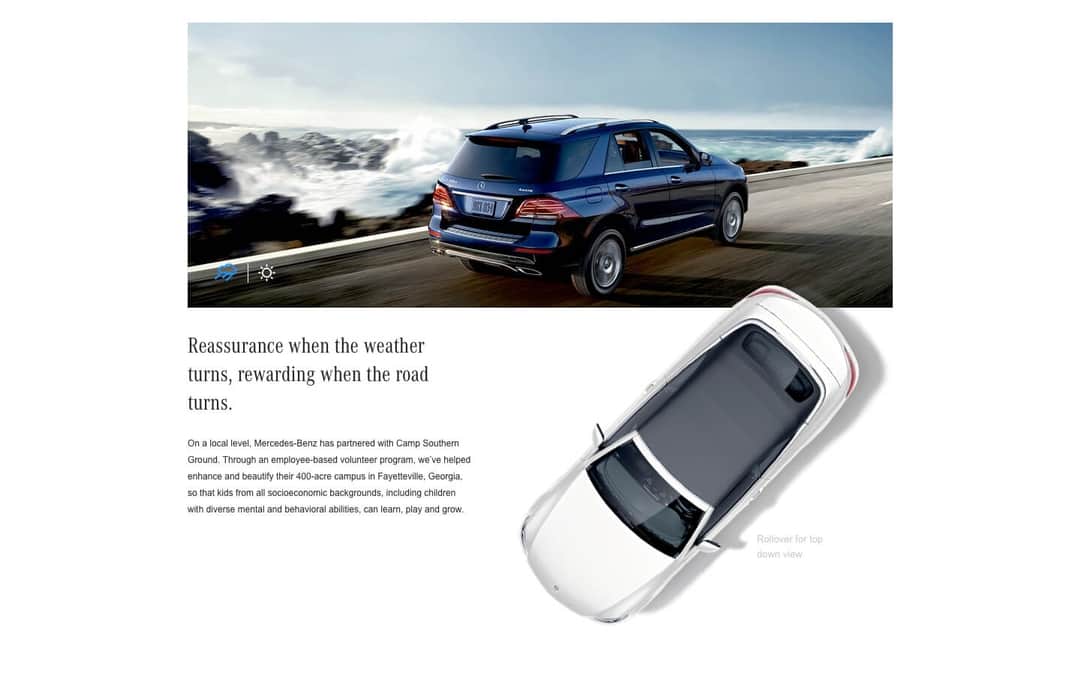 Reassurance when the weather
turns, rewarding when the road
turns.
On a local level, Mercedes-Benz has partnered with Camp Southern
Ground. Through an employee-based volunteer program, we’ve helped
enhance and beautify their 400-acre campus in Fayetteville, Georgia,
so that kids from all socioeconomic backgrounds, including children
with diverse mental and behavioral abilities, can learn, play and grow.
Rollover for top
down view